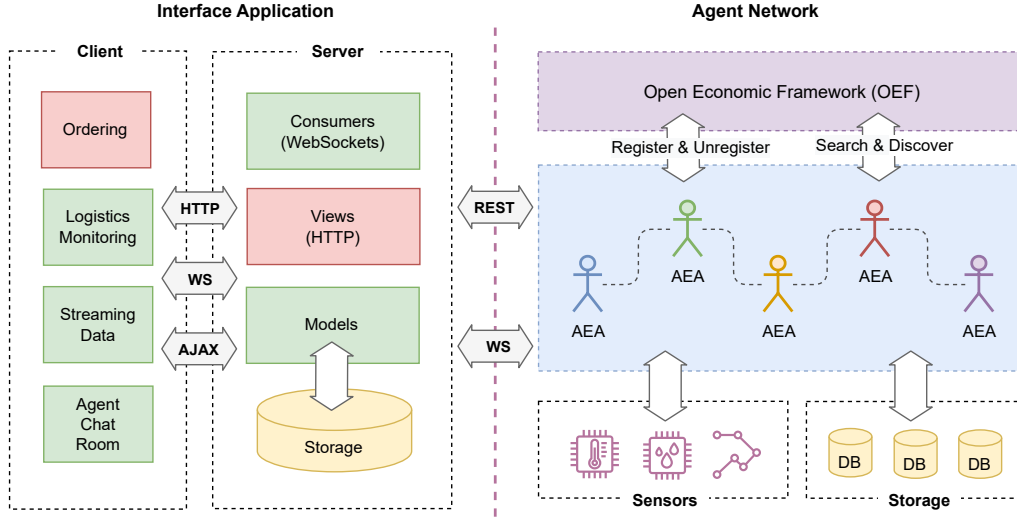 Interface Application
Agent Network
Client
Server
Ordering
Logistics
Monitoring
Streaming
Data
Agent
Chat
Room
HTTP
WS
AJAX
Consumers
(WebSockets)
Views
(HTTP)
Models
Storage
REST
WS
Open Economic Framework (OEF)
Register & Unregister
Search & Discover
AEA
AEA
AEA
AEA
AEA
Sensors
DB
DB
DB
Storage